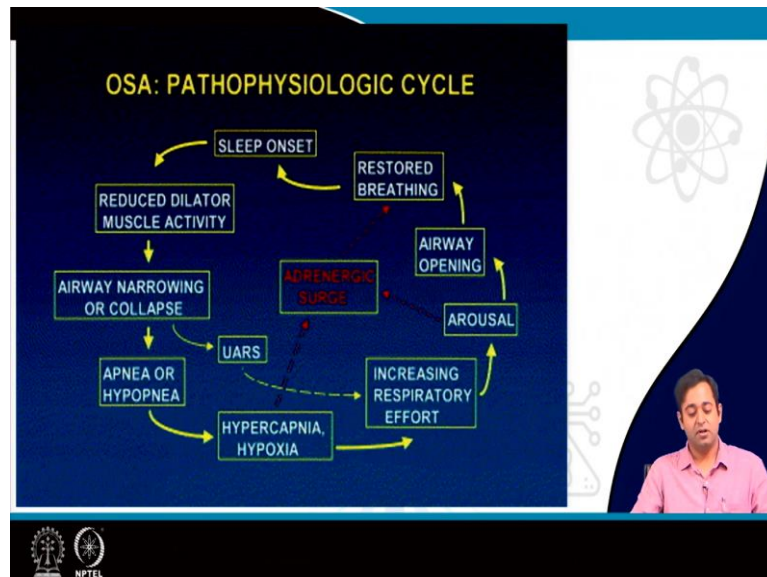 OSA: PATHOPHYSIOLOGIC CYCLE
SLEEP ONSET
RESTORED
BREATHING
REDUCED DILATOR
MUSCLE ACTIVITY
AIRWAY
OPENING
ADRENERGIC
SURGE
AIRWAY NARROWING
OR COLLAPSE
AROUSAL
UARS
APNEA OR
HYPOPNEA
INCREASING
RESPIRATORY
EFFORT
HYPERCAPNIA,
HYPOXIA
NPTEL